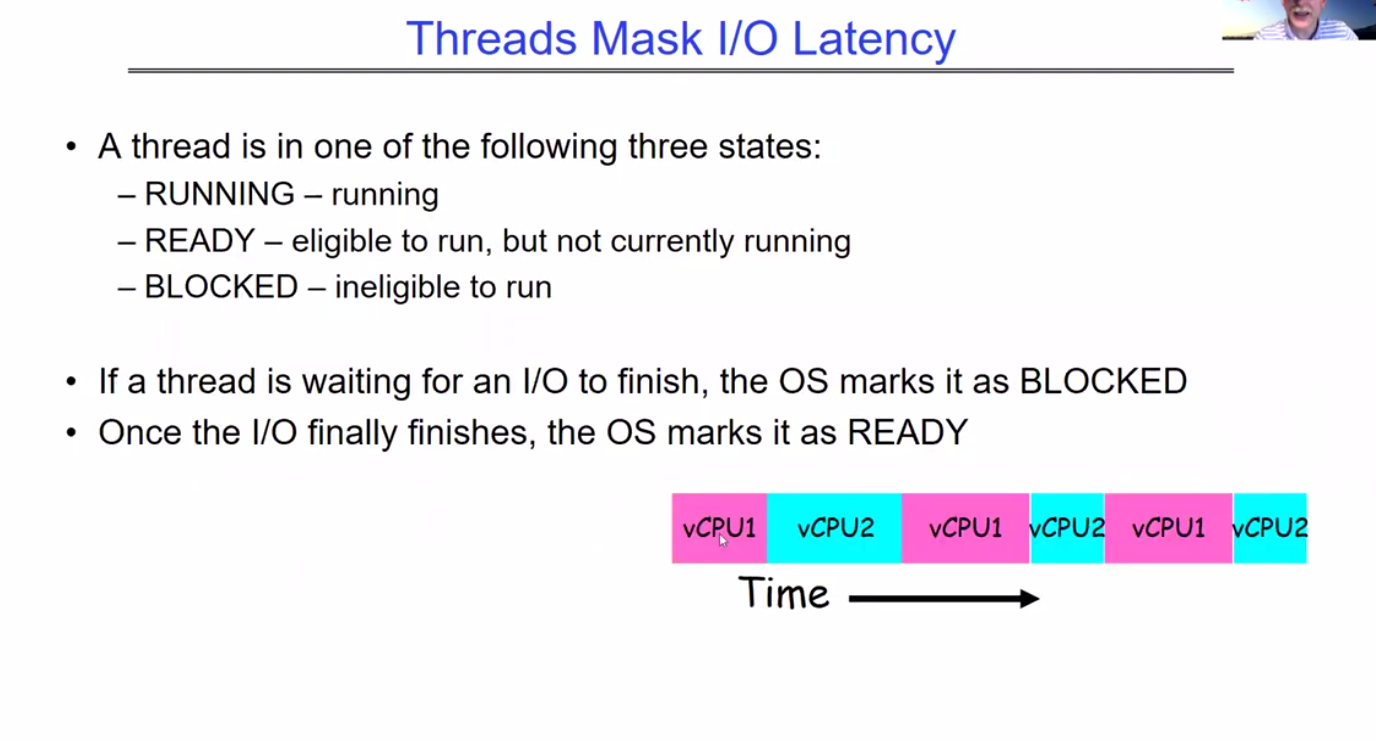 Threads Mask I/O Latency
• A thread is in one of the following three states:
– RUNNING – running
– READY – eligible to run, but not currently running
– BLOCKED – ineligible to run
• If a thread is waiting for an I/O to finish, the OS marks it as BLOCKED
• Once the I/O finally finishes, the OS marks it as READY
vCPU1 vCPU2 vCPU1 vCPU2 vCPU1 vCPU2
Time